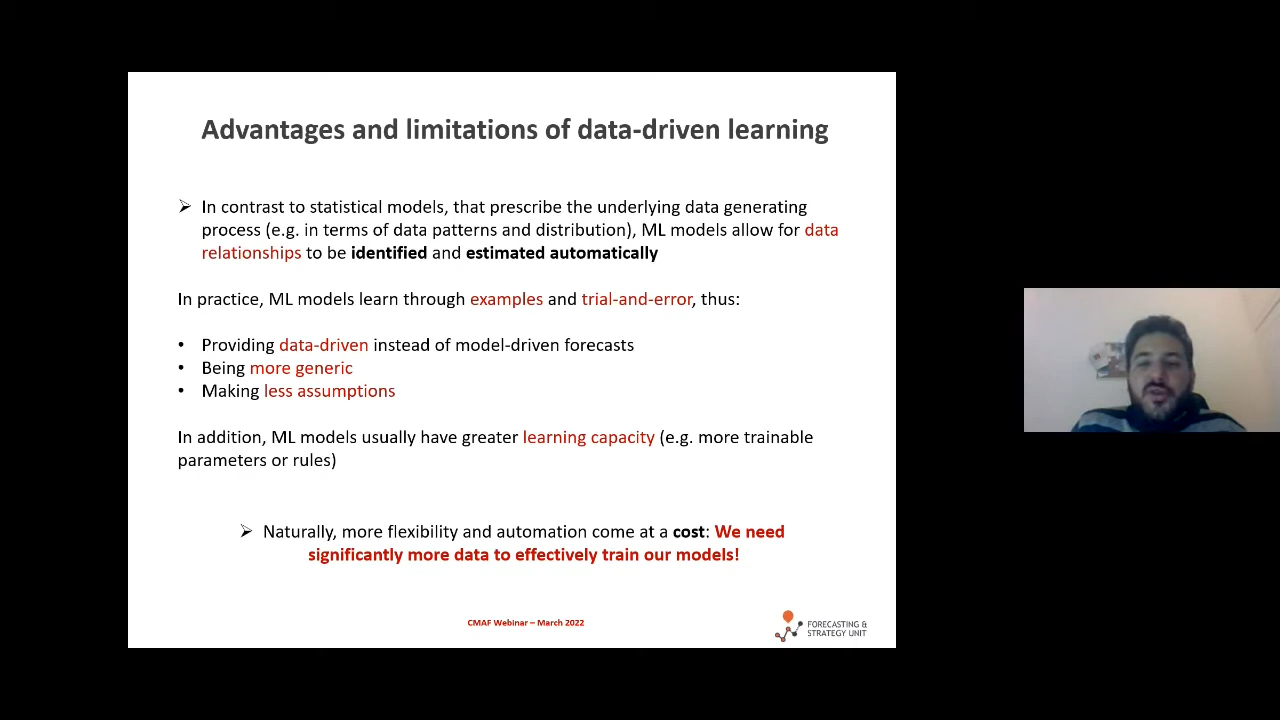 Advantages and limitations of data-driven learning
➢ In contrast to statistical models, that prescribe the underlying data generating
process (e.g. in terms of data patterns and distribution), ML models allow for data
relationships to be identified and estimated automatically
In practice, ML models learn through examples and trial-and-error, thus:
• Providing data-driven instead of model-driven forecasts
• Being more generic
• Making less assumptions
In addition, ML models usually have greater learning capacity (e.g. more trainable
parameters or rules)
➢ Naturally, more flexibility and automation come at a cost: We need
significantly more data to effectively train our models!
CMAF Webinar – March 2022
FORECASTING &
STRATEGY UNIT